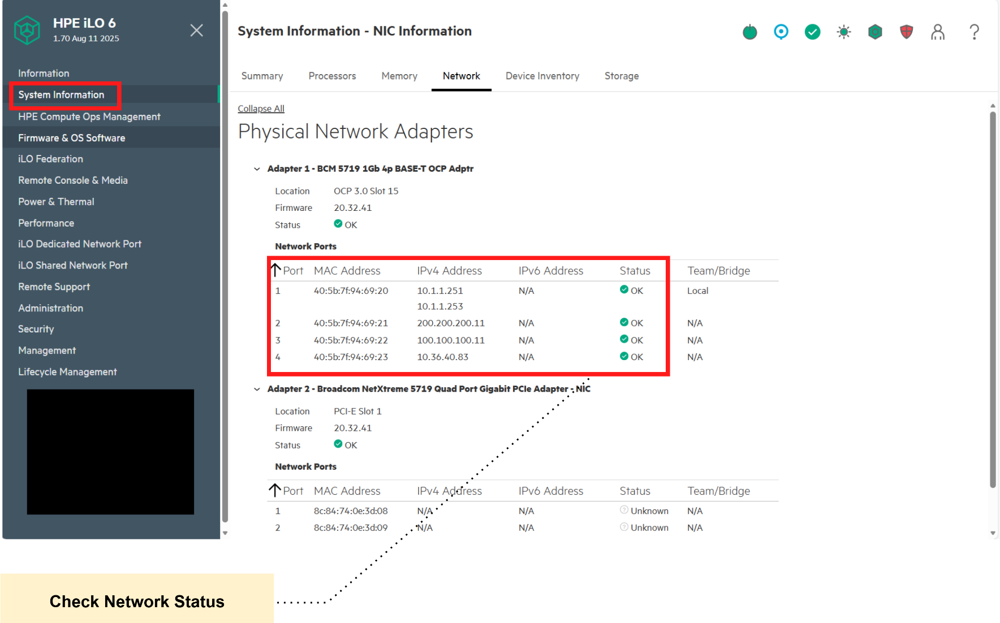 HPE iLO 6
1.70 Aug 11 2025
Information
System Information
HPE Compute Ops Management
Firmware & OS Software
iLO Federation
Remote Console & Media
Power & Thermal
Performance
iLO Dedicated Network Port
iLO Shared Network Port
Remote Support
Administration
Security
Management
Lifecycle Management
System Information - NIC Information
?
Summary Processors Memory Network Device Inventory Storage
Collapse All
Physical Network Adapters
Adapter 1 - BCM 5719 1Gb 4p BASE-T OCP Adptr
Location OCP 3.0 Slot 15
Firmware 20.32.41
Status OK
Network Ports
Port MAC Address IPv4 Address IPv6 Address Status Team/Bridge
1 40:5b:7f:94:69:20 10.1.1.251 N/A OK Local
10.1.1.253
2 40:5b:7f:94:69:21 200.200.200.11 N/A OK N/A
3 40:5b:7f:94:69:22 100.100.100.11 N/A OK N/A
4 40:5b:7f:94:69:23 10.36.40.83 N/A OK N/A
Adapter 2 - Broadcom NetXtreme 5719 Quad Port Gigabit PCIe Adapter - NIC
Location PCI-E Slot 1
Firmware 20.32.41
Status OK
Network Ports
Port MAC Address IPv4 Address IPv6 Address Status Team/Bridge
1 8c:84:74:0e:3d:08 N/A N/A Unknown N/A
2 8c:84:74:0e:3d:09 N/A N/A Unknown N/A
Check Network Status